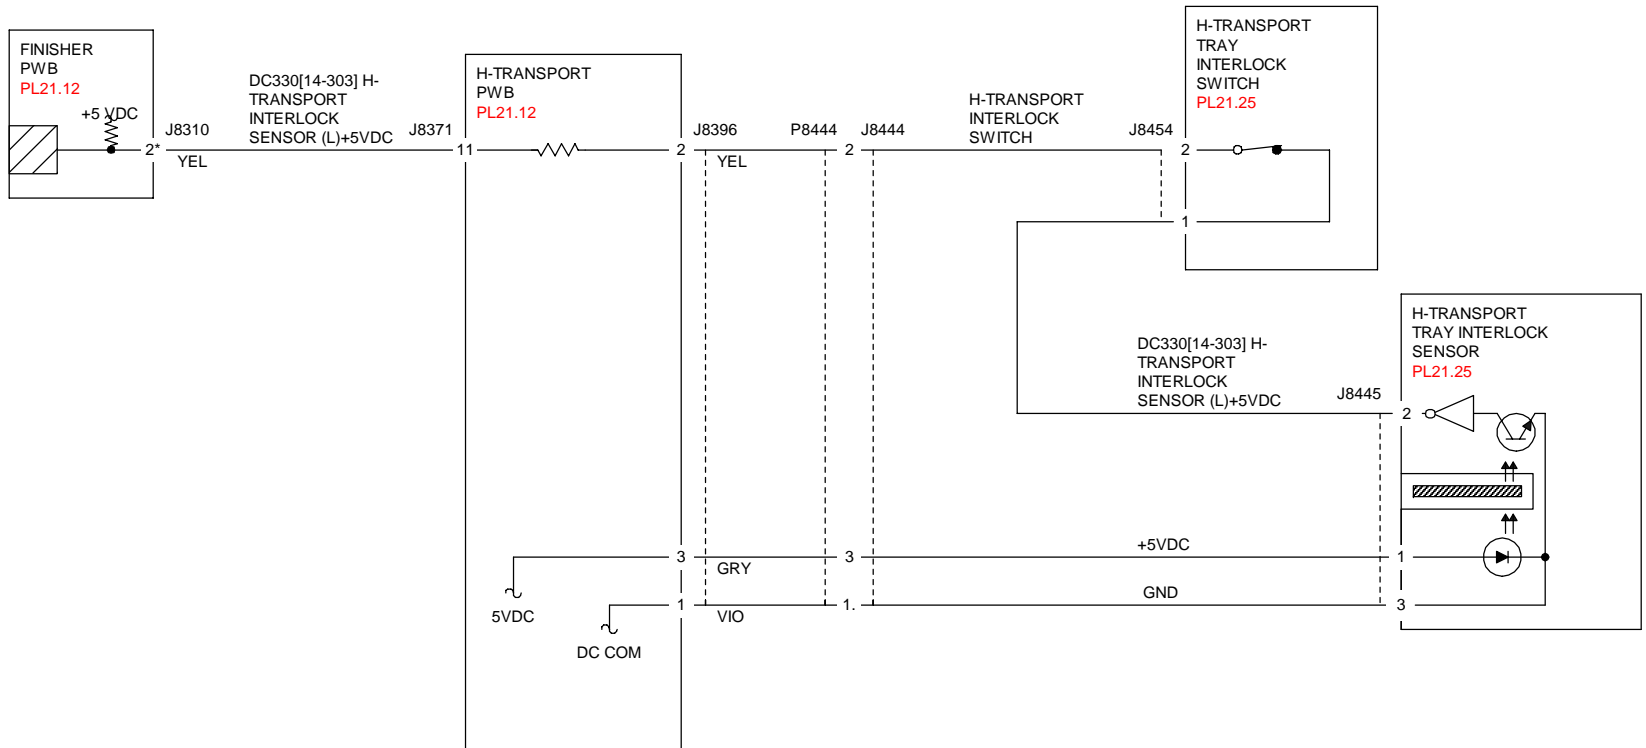 FINISHER
PWB
PL21.12
+5 VDC
2*
J8310
YEL
DC330[14-303] H-
TRANSPORT
INTERLOCK
SENSOR (L)+5VDC
J8371
11
H-TRANSPORT
PWB
PL21.12
2
J8396
YEL
P8444
J8444
2
H-TRANSPORT
INTERLOCK
SWITCH
J8454
2
1
H-TRANSPORT
TRAY
INTERLOCK
SWITCH
PL21.25
H-TRANSPORT
TRAY INTERLOCK
SENSOR
PL21.25
DC330[14-303] H-
TRANSPORT
INTERLOCK
SENSOR (L)+5VDC
J8445
2
5VDC
3
GRY
3
+5VDC
1
DC COM
1
VIO
1.
GND
3